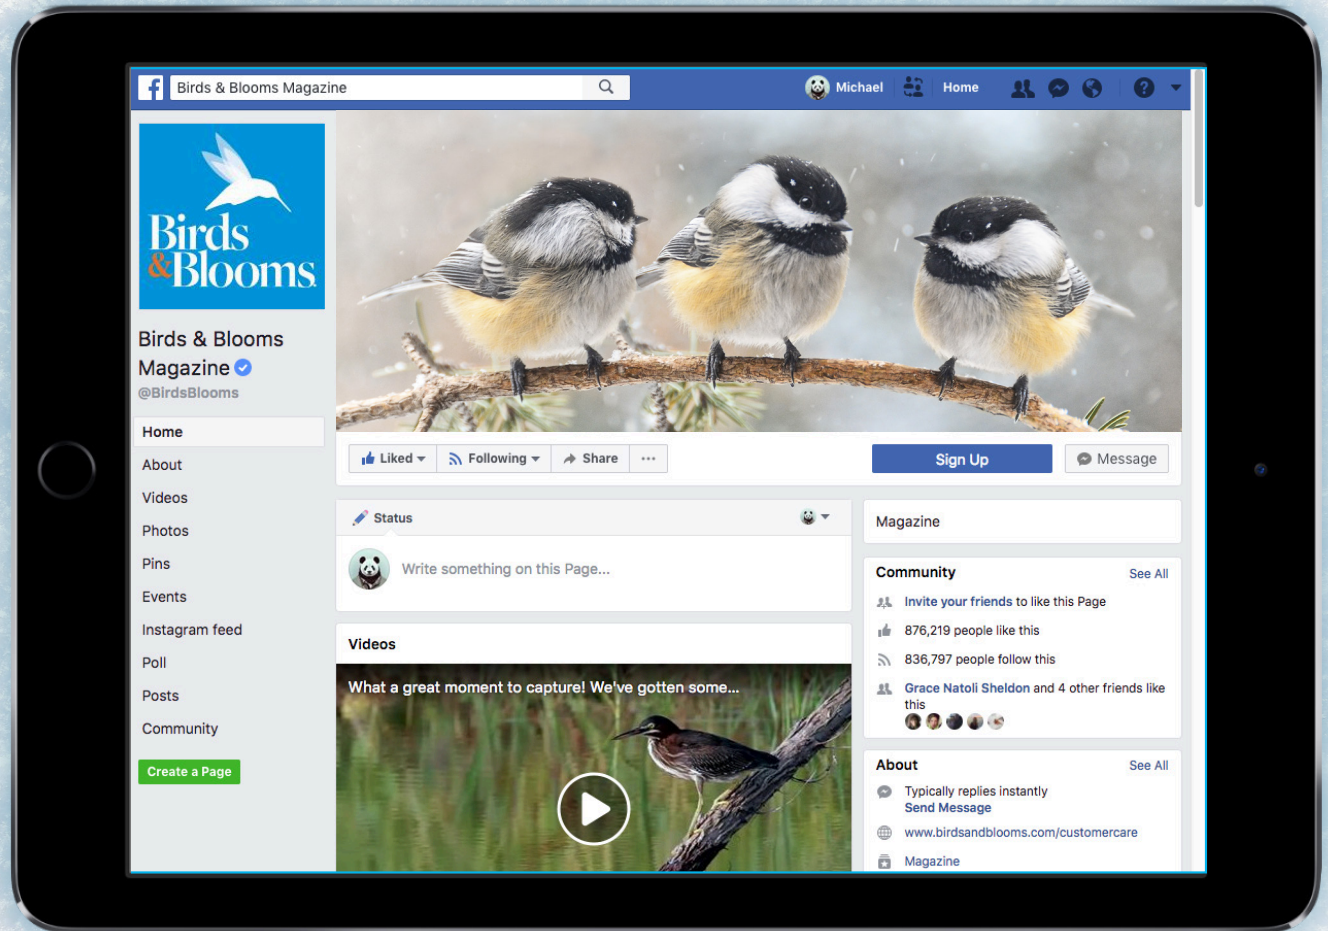 Birds & Blooms Magazine
Michael
Home
Birds
&Blooms.
Birds & Blooms
Magazine
@BirdsBlooms
Home
About
Videos
Photos
Pins
Events
Instagram feed
Poll
Posts
Community
Create a Page
Liked
Following
Share
Sign Up
Message
Status
Write something on this Page...
Videos
What a great moment to capture! We've gotten some...
Magazine
Community
See All
Invite your friends to like this Page
876,219 people like this
836,797 people follow this
Grace Natoli Sheldon and 4 other friends like
this
About
See All
Typically replies instantly
Send Message
www.birdsandblooms.com/customercare
Magazine